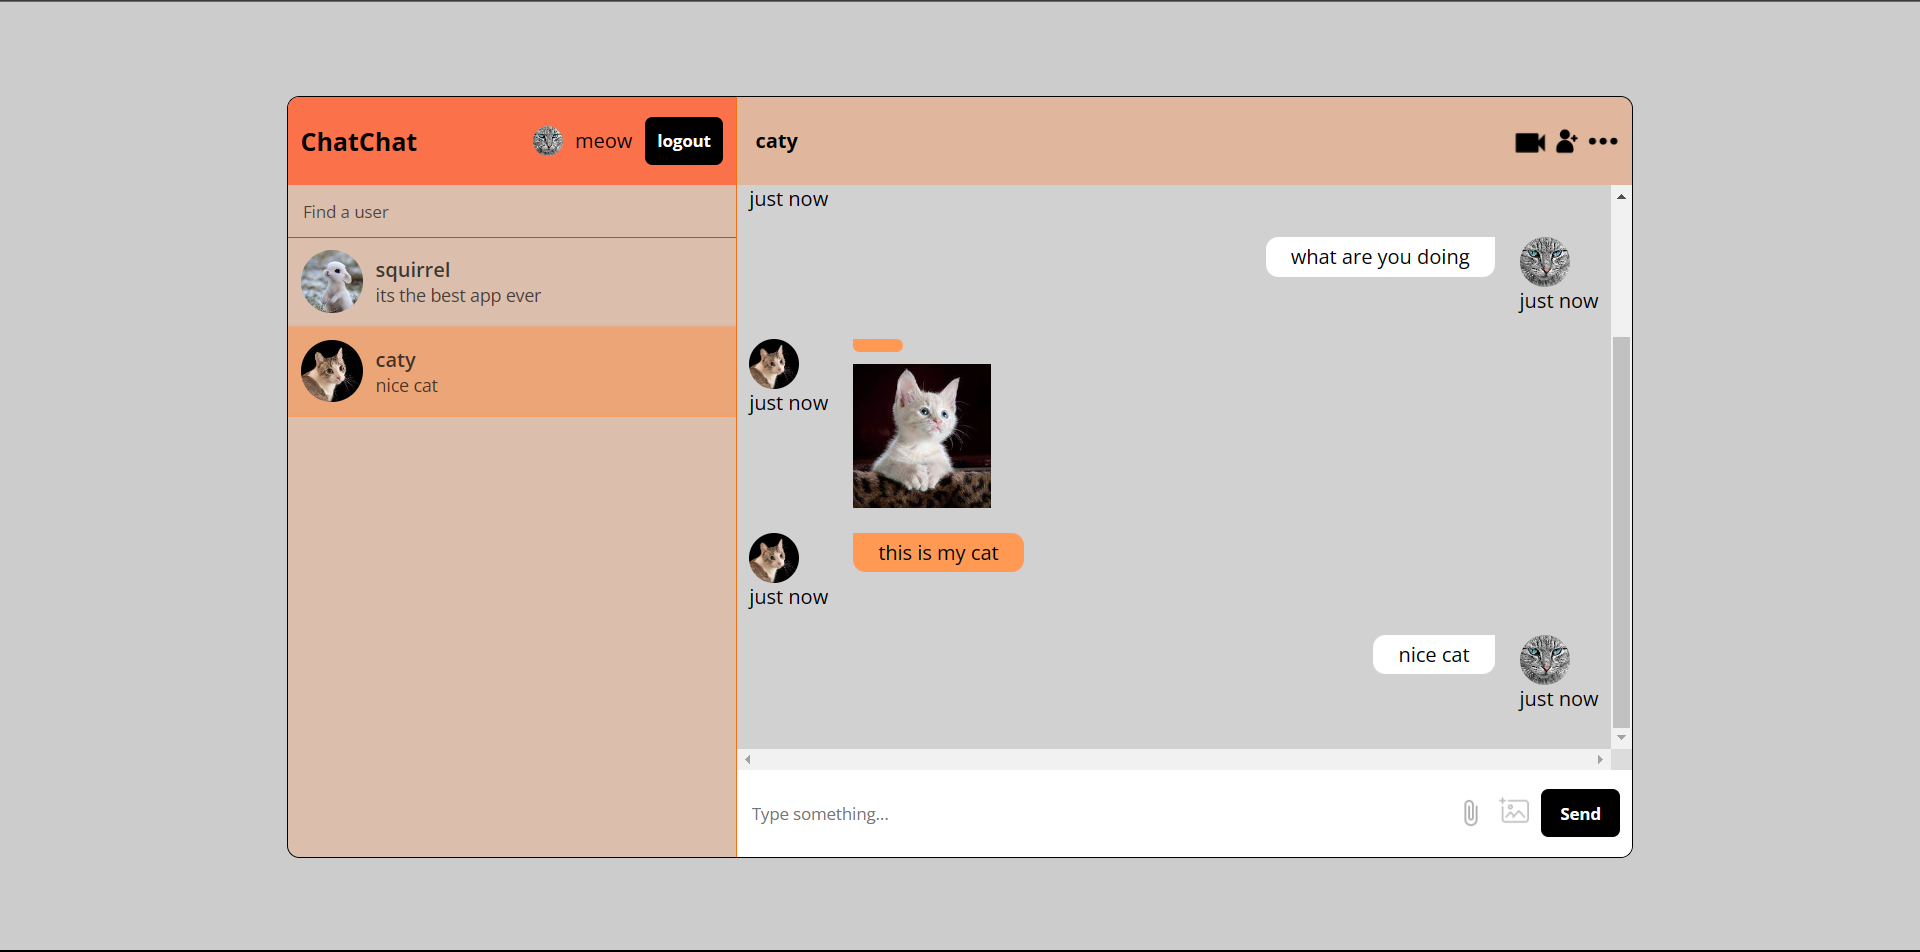 ChatChat
meow
logout
Find a user
squirrel
its the best app ever
caty
nice cat
caty
just now
what are you doing
just now
just now
this is my cat
just now
nice cat
just now
Type something...
Send